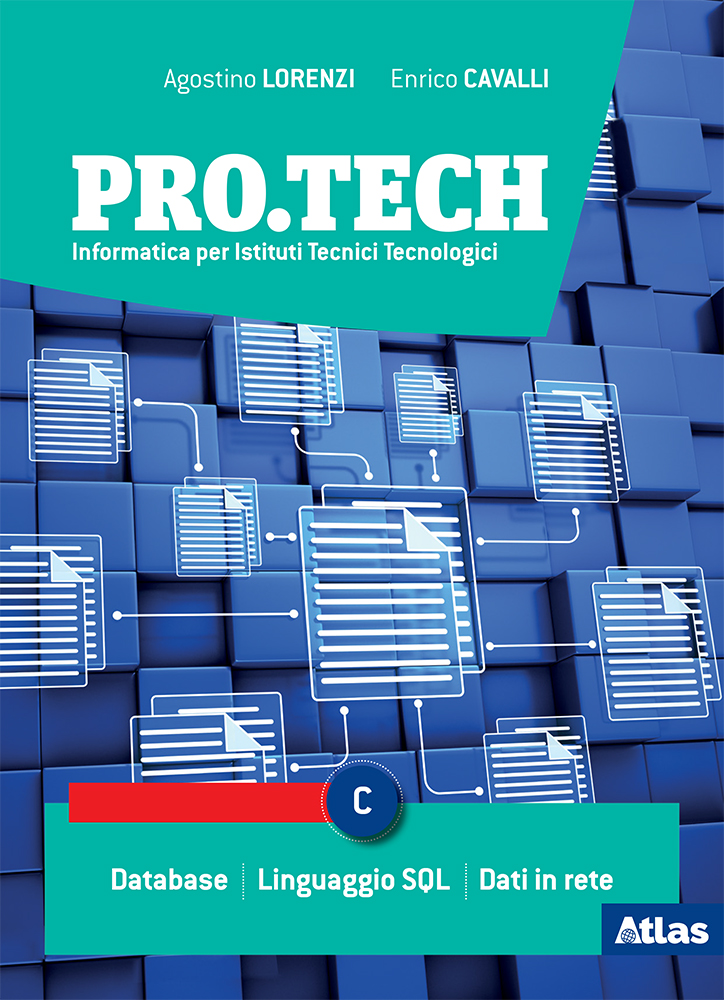 Agostino LORENZI Enrico CAVALLI
PRO.TECH
Informatica per Istituti Tecnici Tecnologici
C
Database Linguaggio SQL Dati in rete
Atlas